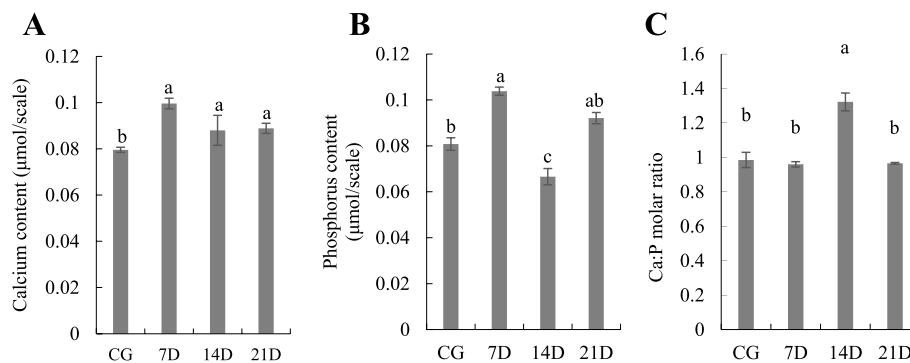 A
Calcium content (μmol/scale)
0.12
0.1
0.08
0.06
0.04
0.02
0
b
a
a
a
CG 7D 14D 21D
B
Phosphorus content
(μmol/scale)
0.12
0.1
0.08
0.06
0.04
0.02
0
b
a
c
ab
CG 7D 14D 21D
C
Ca:P molar ratio
1.6
1.4
1.2
1
0.8
0.6
0.4
0.2
0
b
b
a
b
CG 7D 14D 21D